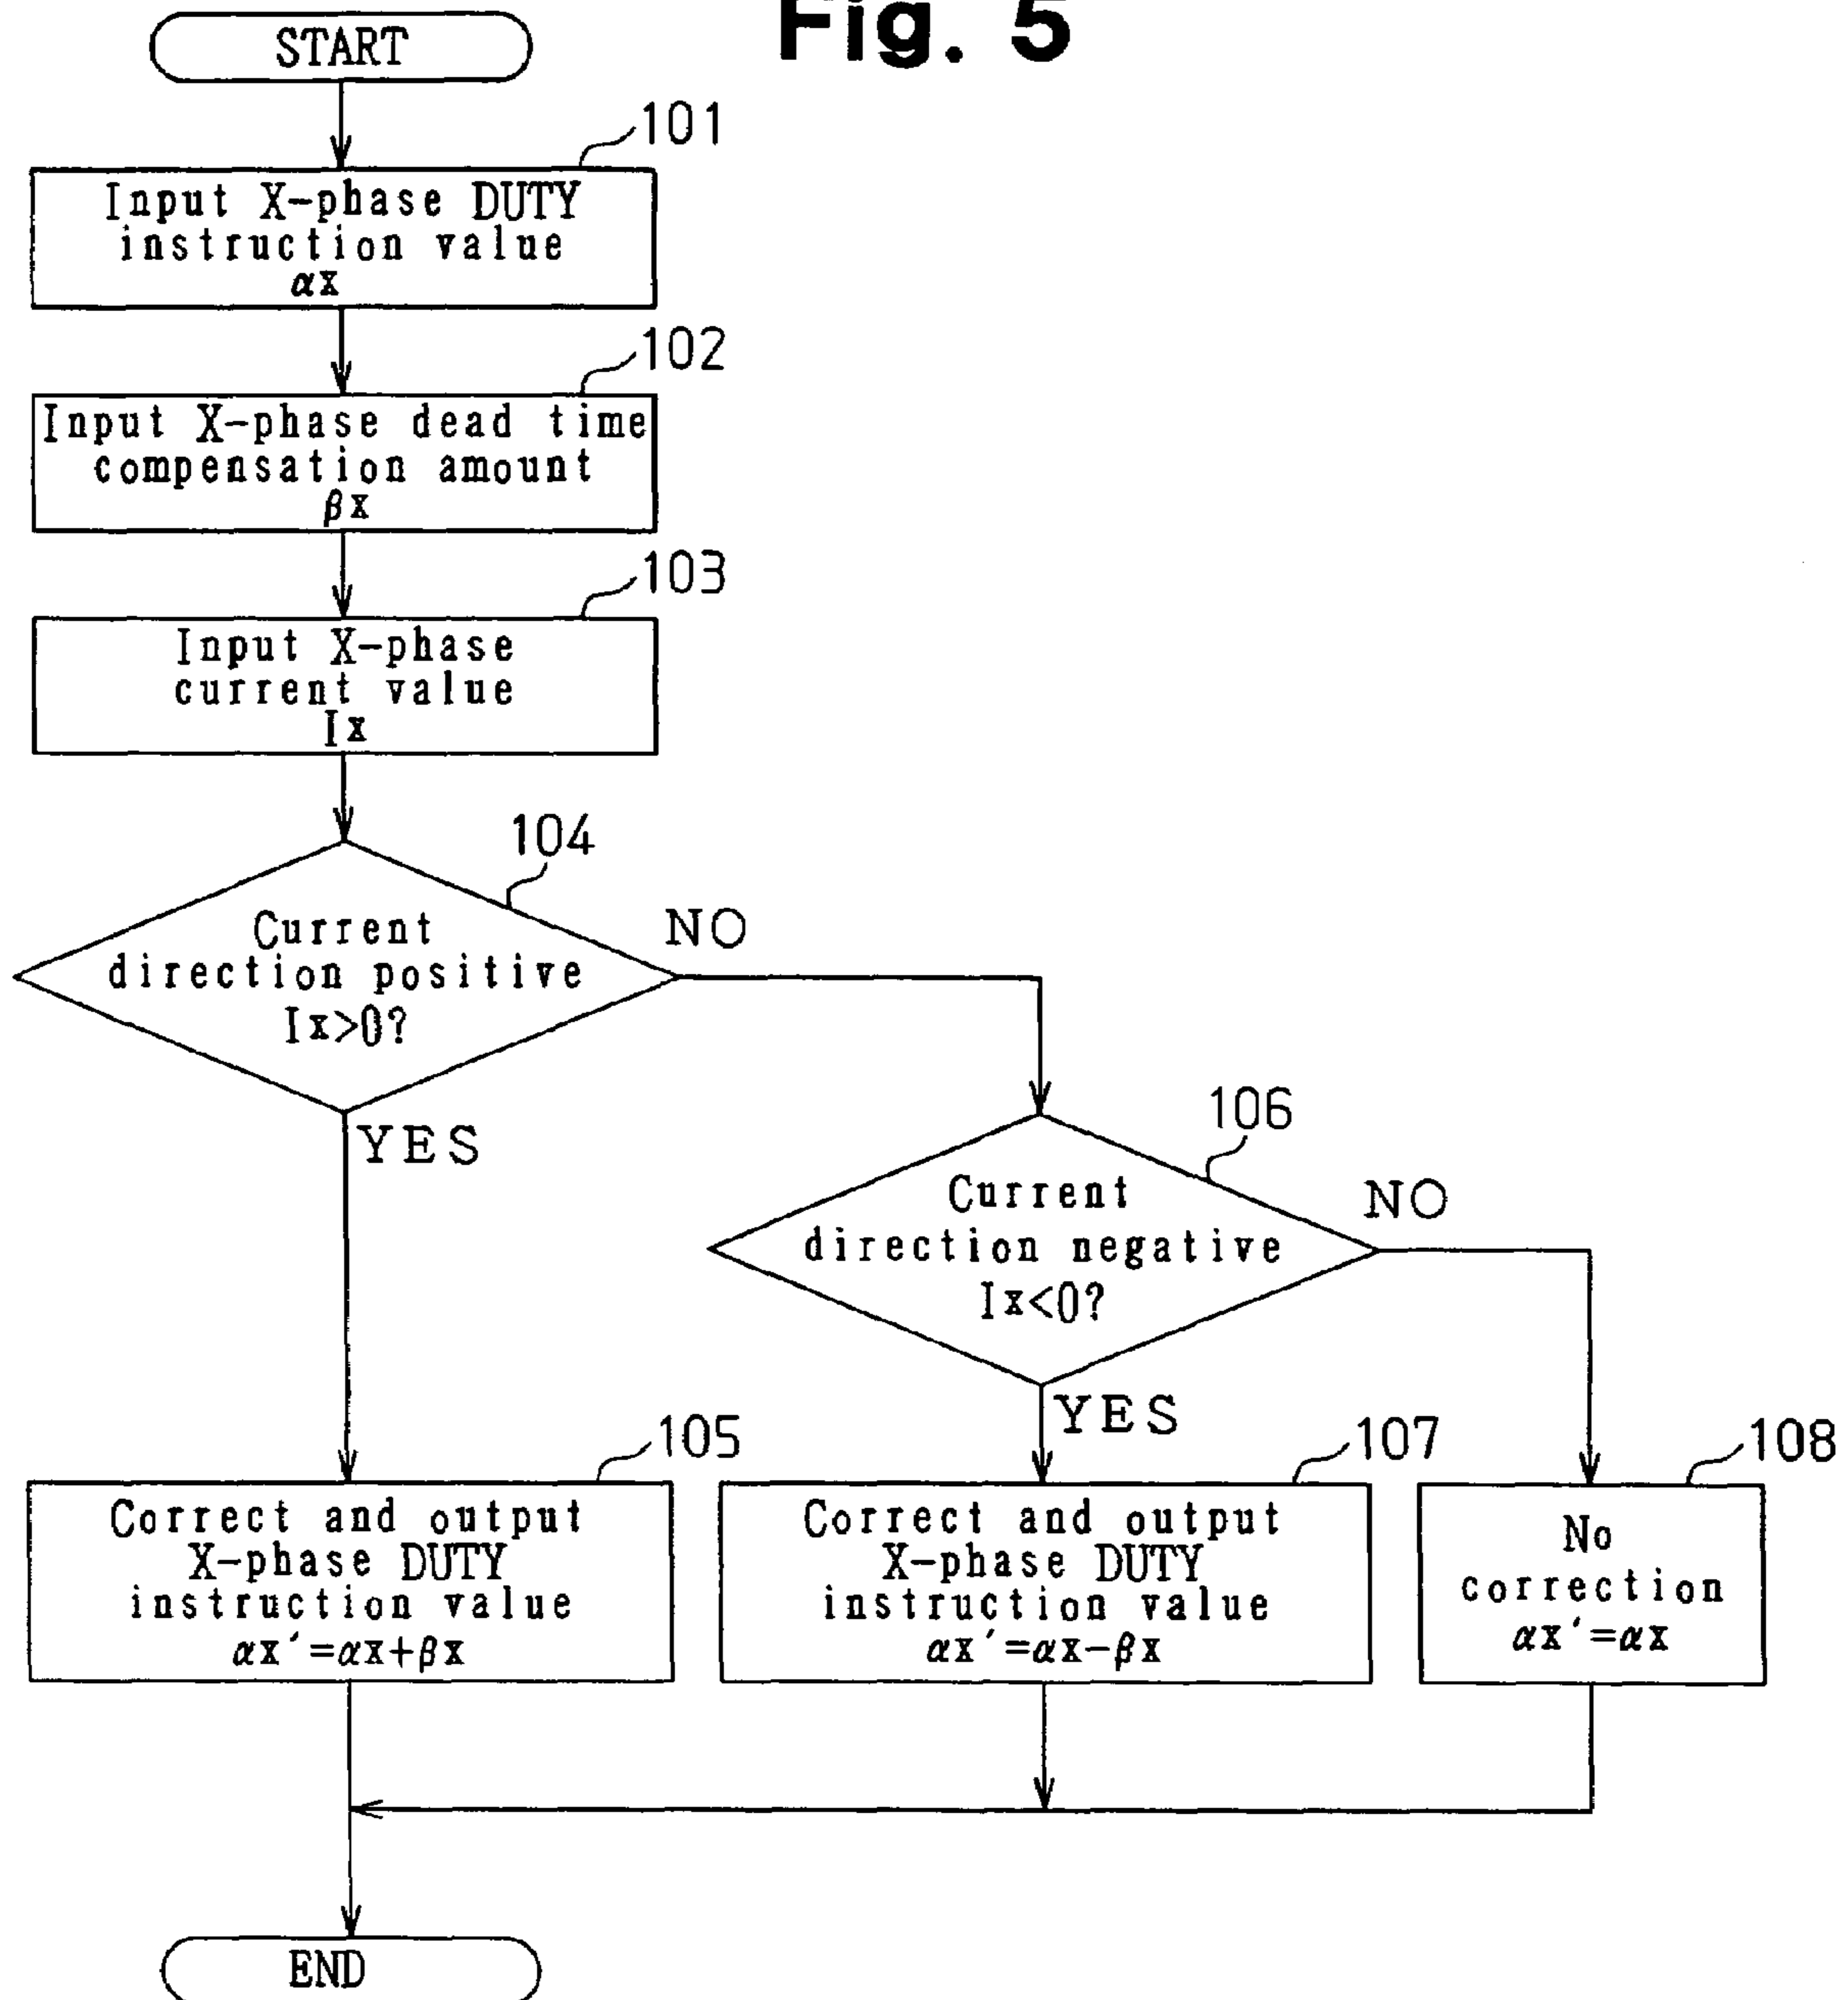 Fig. 5
START
101
Input X-phase DUTY
instruction value
αx
102
Input X-phase dead time
compensation amount
βx
103
Input X-phase
current value
Ix
104
Current
direction positive
Ix>0?
NO
YES
106
Current
direction negative
Ix<0?
NO
YES
105
Correct and output
X-phase DUTY
instruction value
αx′=αx+βx
107
Correct and output
X-phase DUTY
instruction value
αx′=αx−βx
108
No
correction
αx′=αx
END